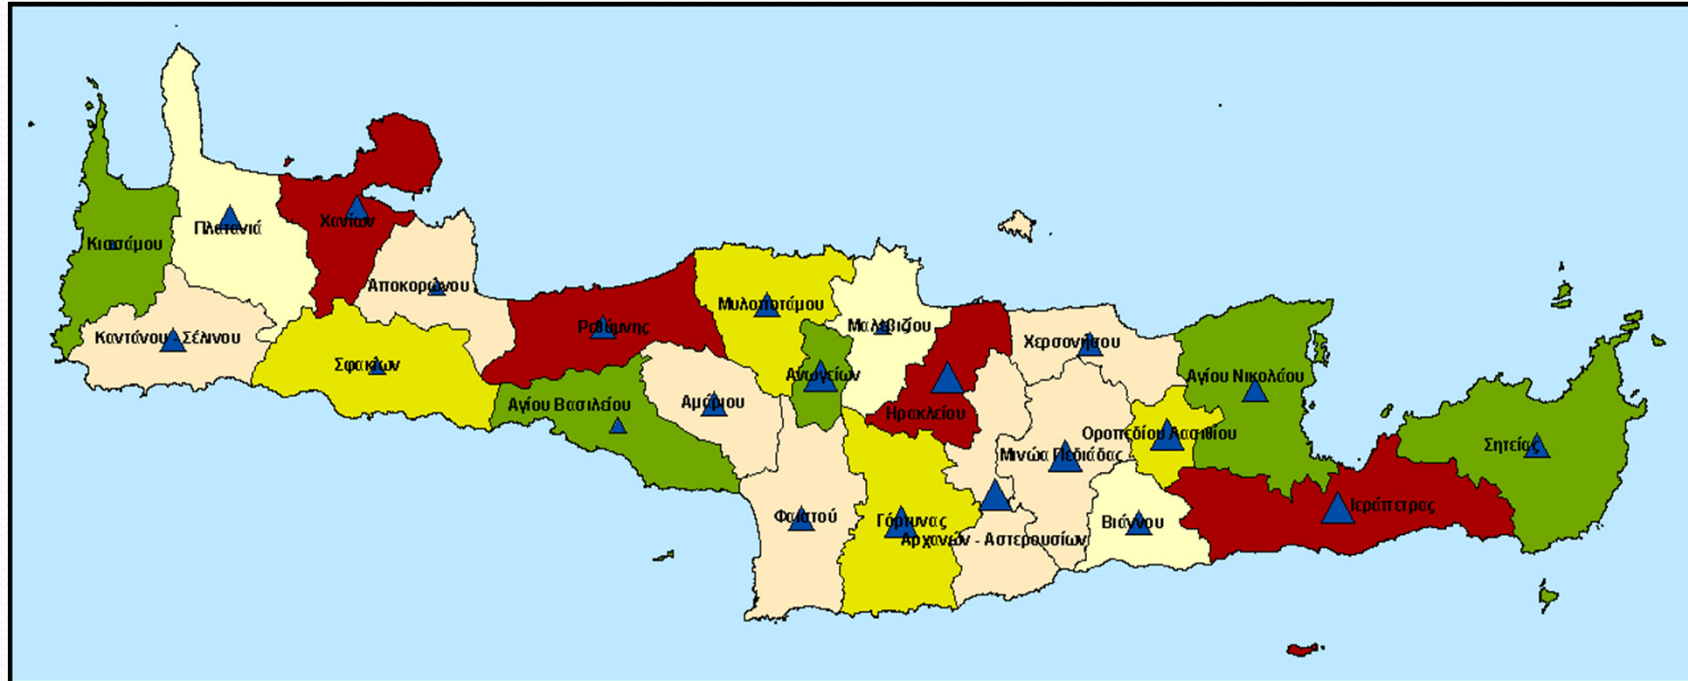 Κισσάμου
Πλατανιά
Χανίων
Αποκορώνου
Καντάνου - Σέλινου
Σφακίων
Ρεθύμνης
Αγίου Βασιλείου
Αμαρίου
Μυλοποτάμου
Ανωγείων
Μαλεβιζίου
Ηρακλείου
Χερσονήσου
Μινώα Πεδιάδας
Οροπεδίου Λασιθίου
Αγίου Νικολάου
Σητείας
Ιεράπετρας
Βιάννου
Φαιστού
Γόρτυνας
Αρχανών - Αστερουσίων